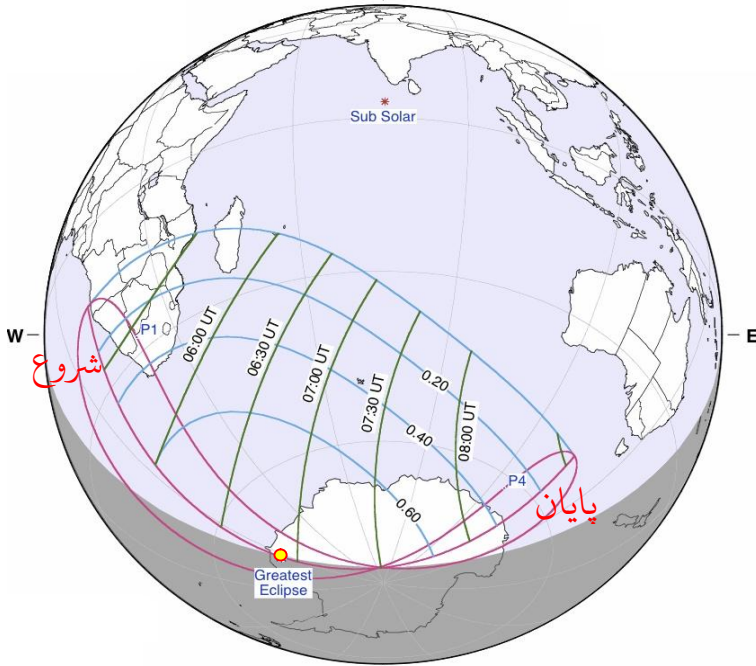 Sub Solar
W
E
P1
شروع
06:00 UT
06:30 UT
07:00 UT
07:30 UT
08:00 UT
0.20
0.40
0.60
P4
پایان
Greatest
Eclipse